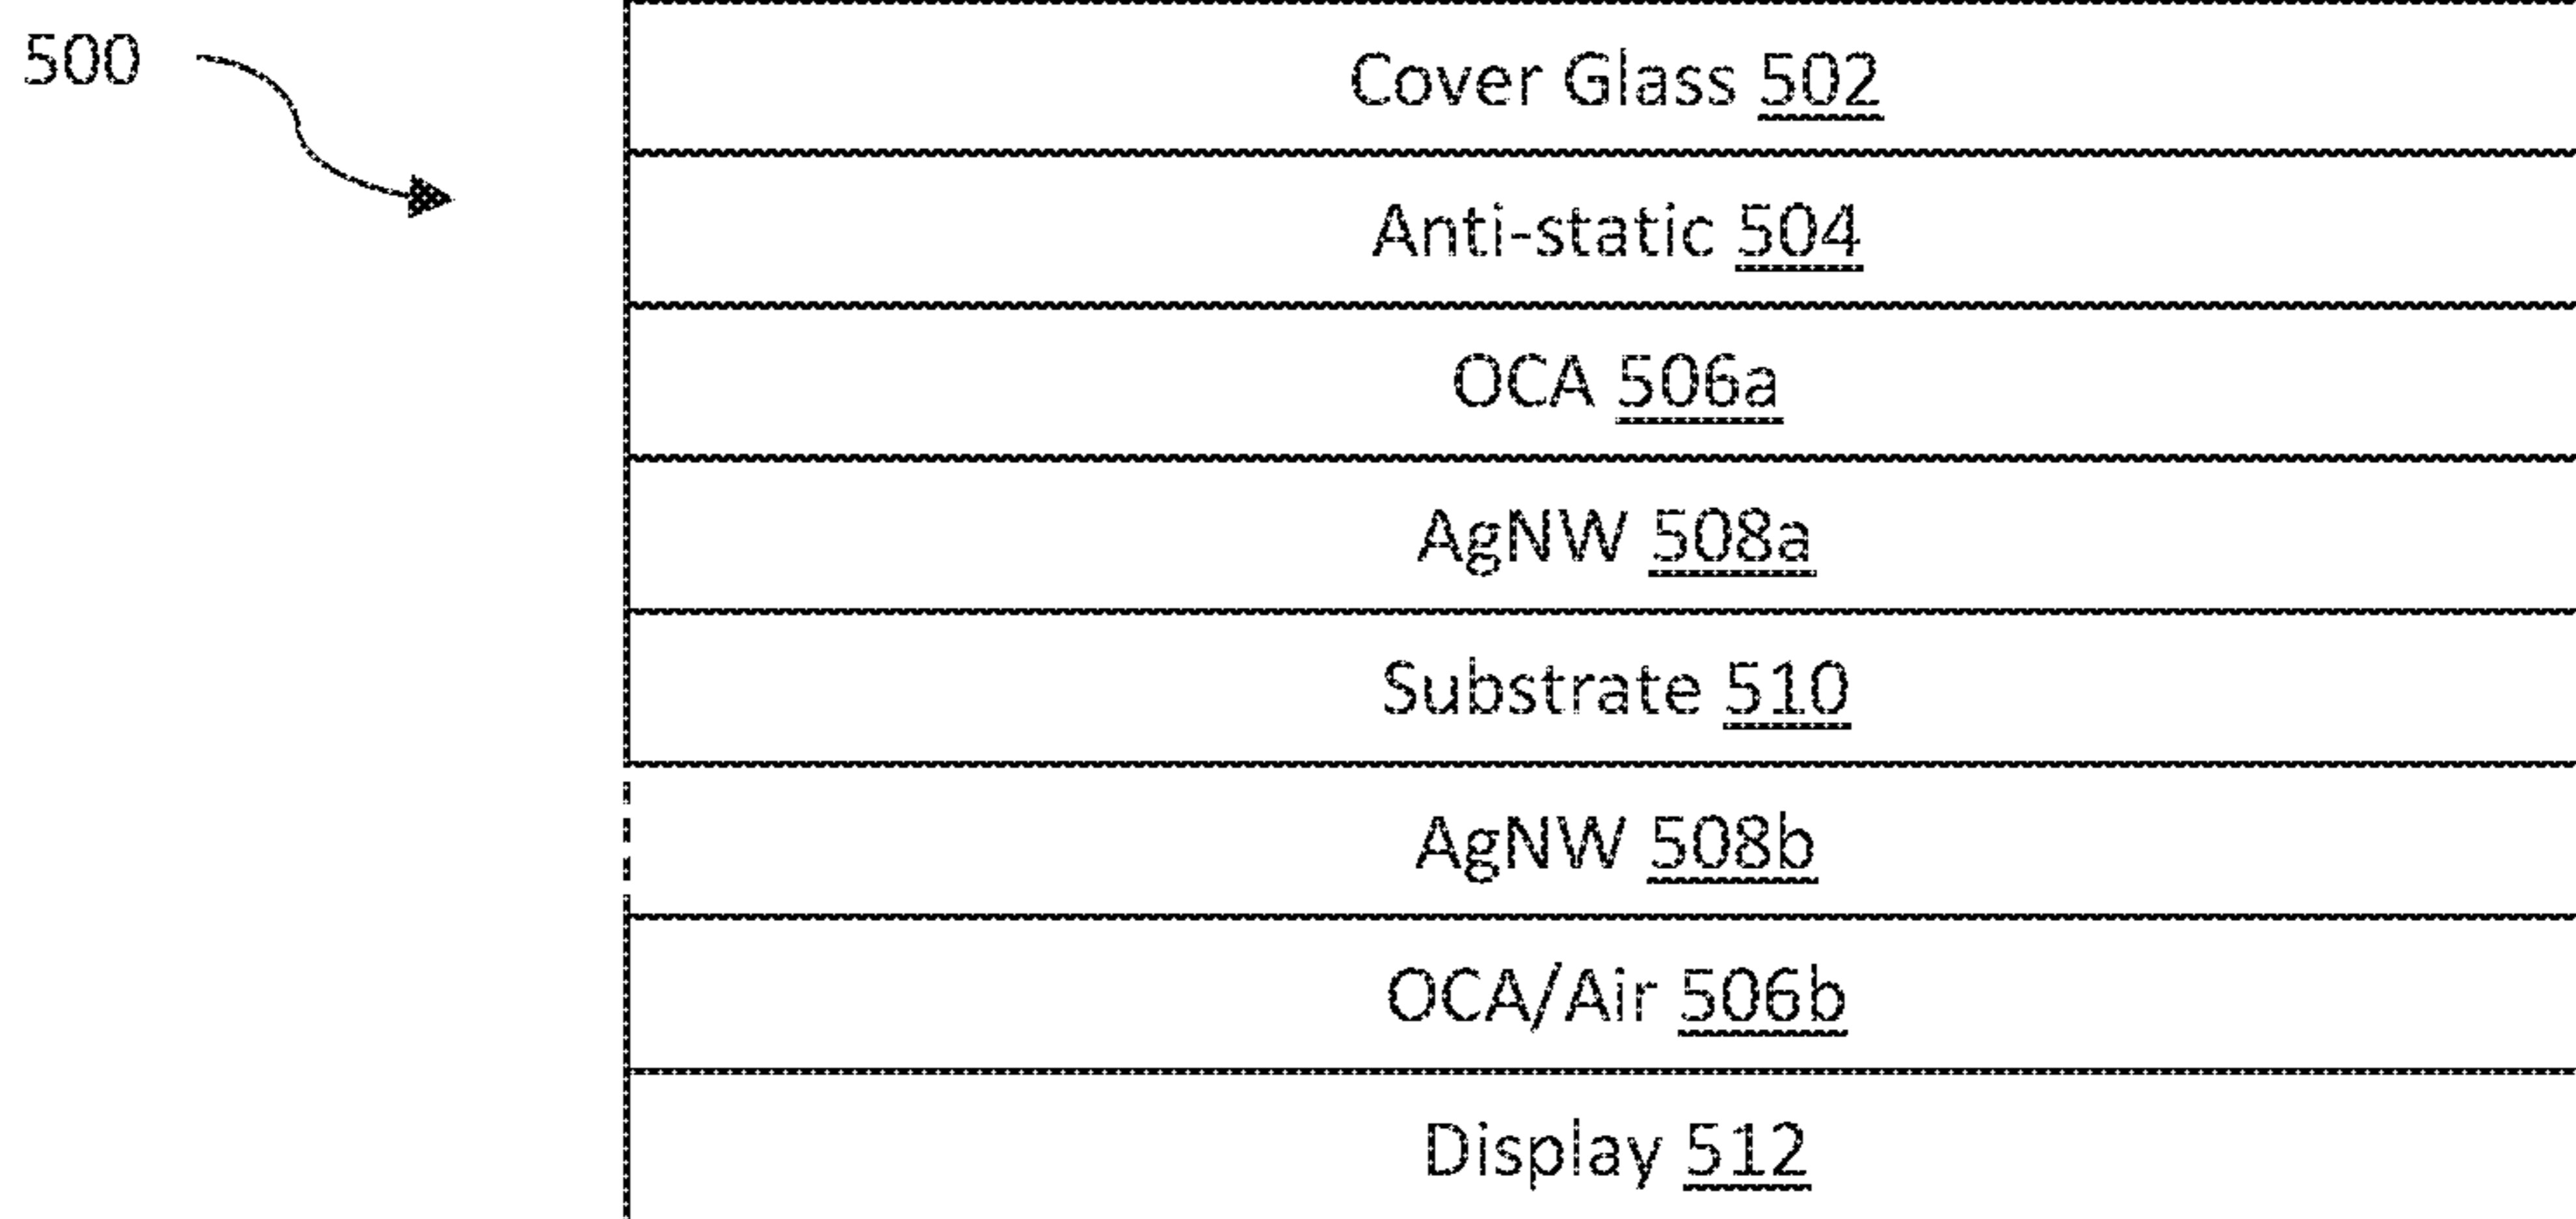 500
Cover Glass 502
Anti-static 504
OCA 506a
AgNW 508a
Substrate 510
AgNW 508b
OCA/Air 506b
Display 512